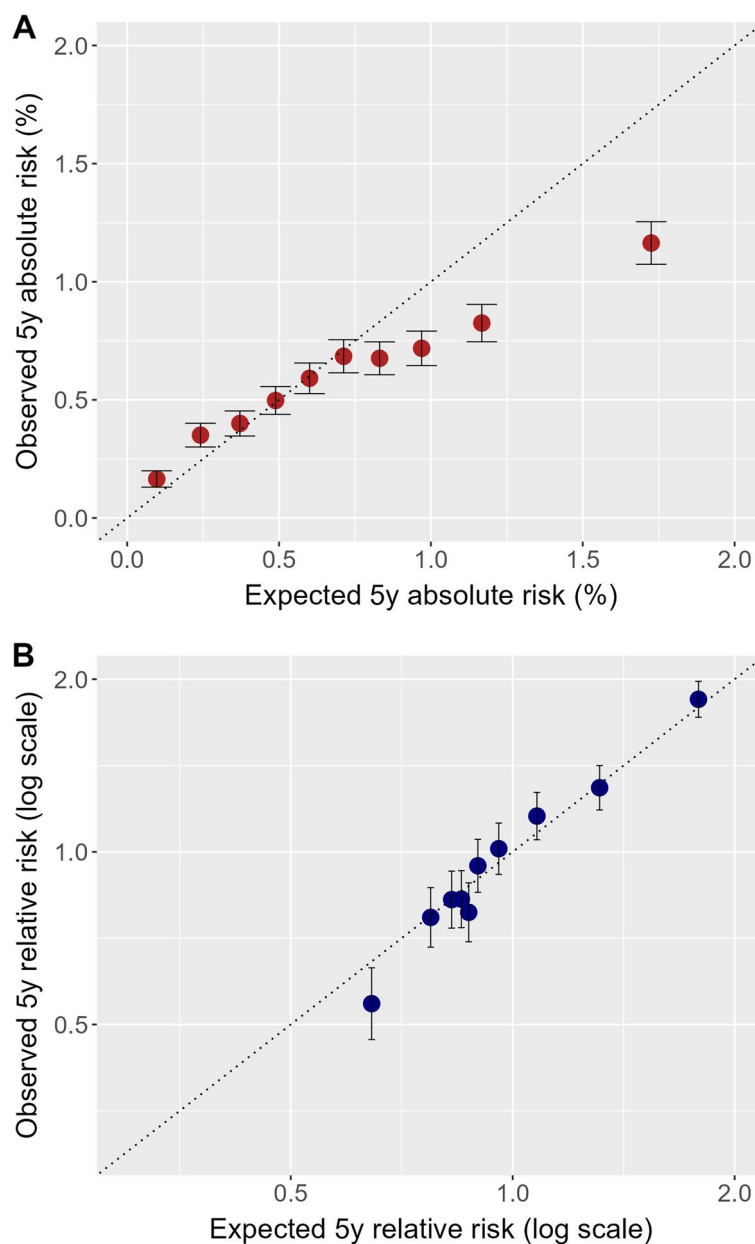 A
2.0
1.5
1.0
0.5
0.0
Observed 5y absolute risk (%)
0.0 0.5 1.0 1.5 2.0
Expected 5y absolute risk (%)
B
2.0
1.0
0.5
Observed 5y relative risk (log scale)
0.5 1.0 2.0
Expected 5y relative risk (log scale)